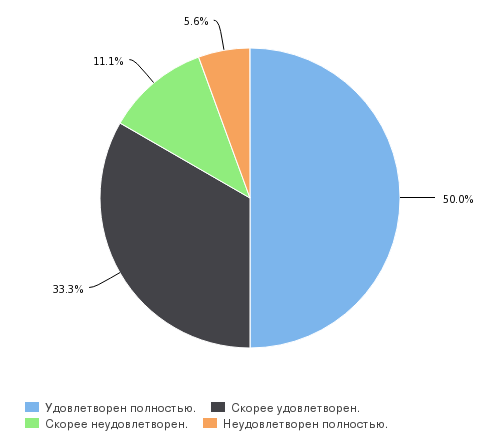 5.6%
11.1%
50.0%
33.3%
Удовлетворен полностью. Скорее удовлетворен.
Скорее неудовлетворен. Неудовлетворен полностью.